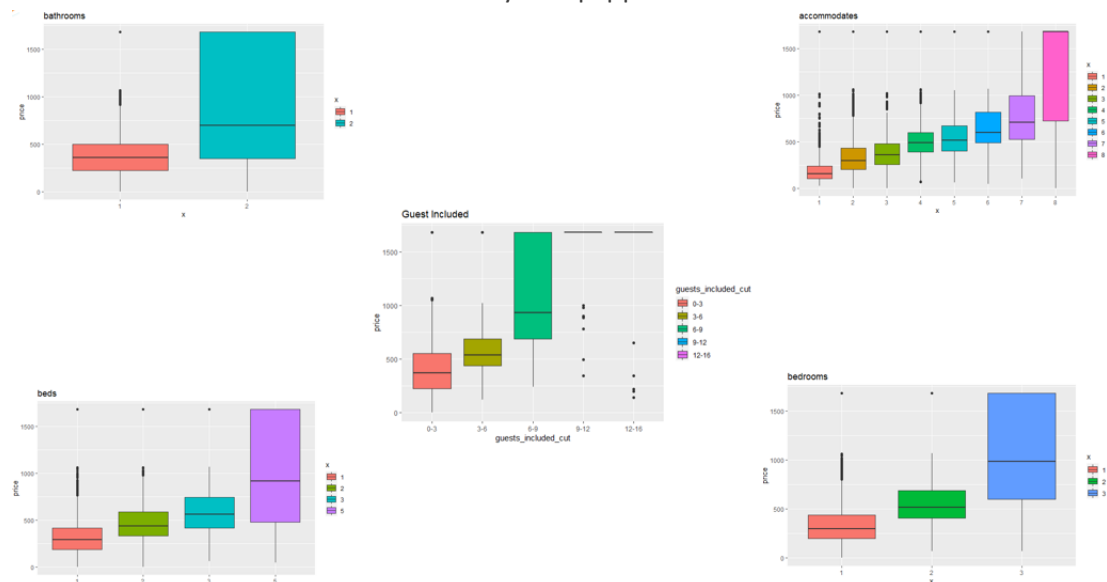 bathrooms
price
1500
1000
500
0
1
2
x
x
1
2
accommodates
price
1500
1000
500
0
1 2 3 4 5 6 7 8
x
x
1
2
3
4
5
6
7
8
Guest Included
price
1500
1000
500
0
0-3 3-6 6-9 9-12 12-16
guests_included_cut
guests_included_cut
0-3
3-6
6-9
9-12
12-16
beds
price
1500
1000
500
0
x
1
2
3
5
bedrooms
price
1500
1000
500
0
1 2 3
x
1
2
3